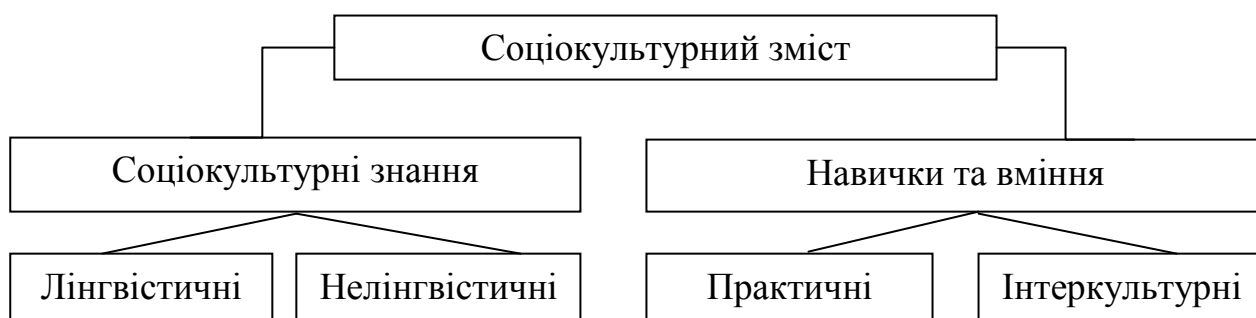 Соціокультурний зміст
Соціокультурні знання
Навички та вміння
Лінгвістичні
Нелінгвістичні
Практичні
Інтеркультурні